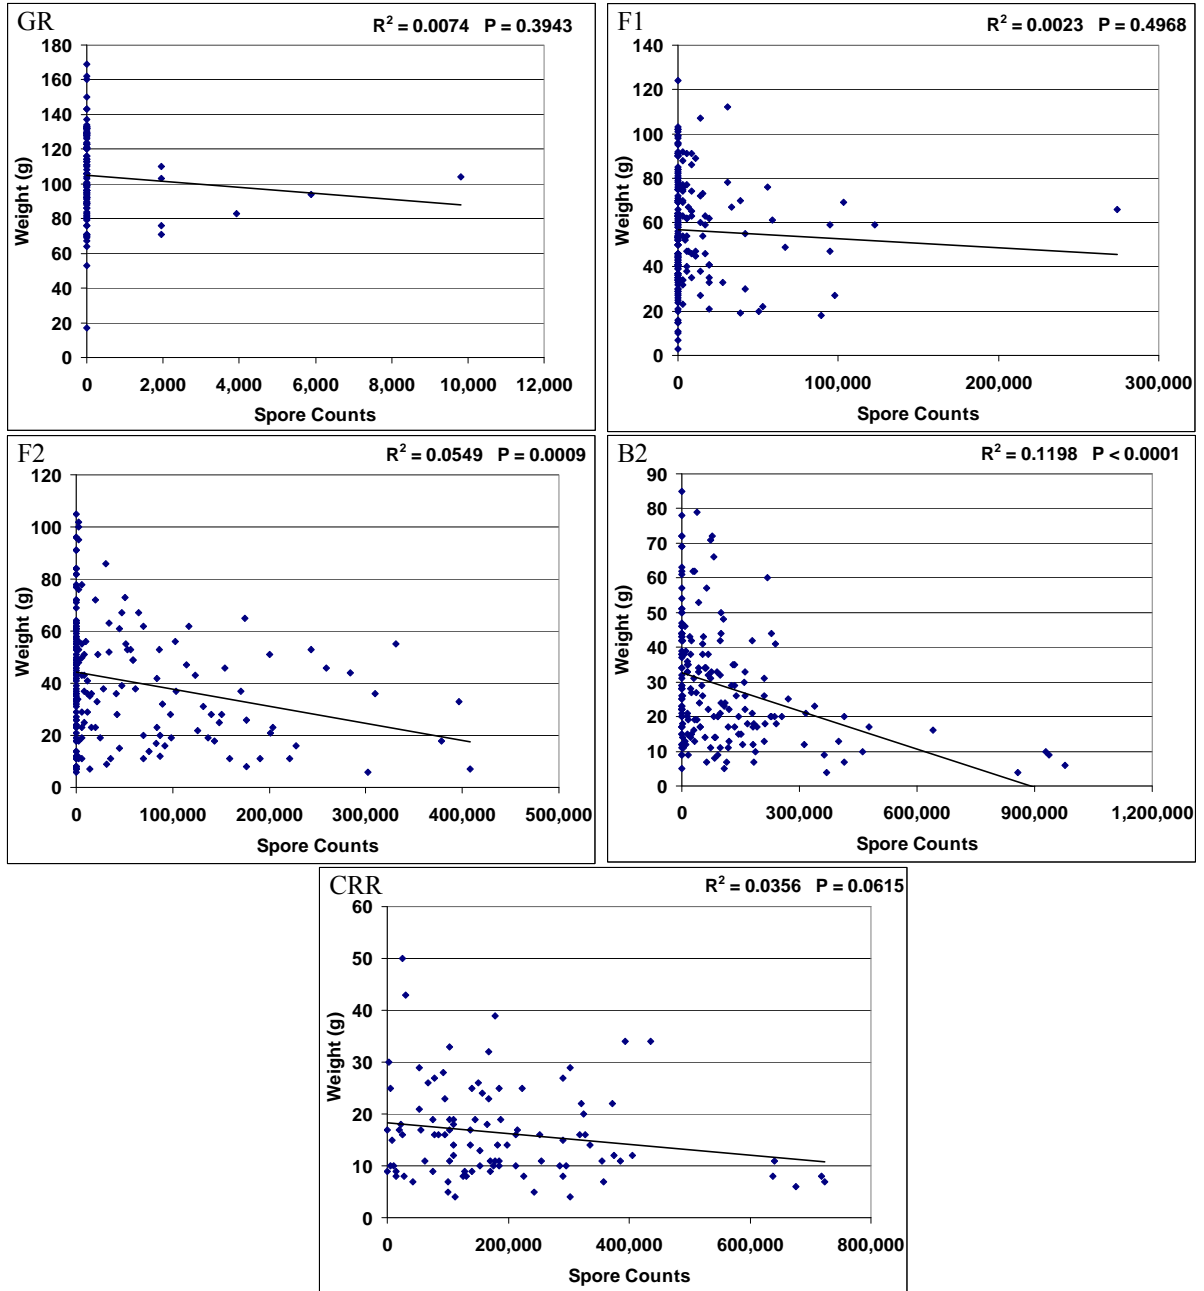 GR
R² = 0.0074 P = 0.3943
180
160
140
120
100
80
60
40
20
0
Weight (g)
0 2,000 4,000 6,000 8,000 10,000 12,000
Spore Counts
F1
R² = 0.0023 P = 0.4968
140
120
100
80
60
40
20
0
Weight (g)
0 100,000 200,000 300,000
Spore Counts
F2
R² = 0.0549 P = 0.0009
120
100
80
60
40
20
0
Weight (g)
0 100,000 200,000 300,000 400,000 500,000
Spore Counts
B2
R² = 0.1198 P < 0.0001
90
80
70
60
50
40
30
20
10
0
Weight (g)
0 300,000 600,000 900,000 1,200,000
Spore Counts
CRR
R² = 0.0356 P = 0.0615
60
50
40
30
20
10
0
Weight (g)
0 200,000 400,000 600,000 800,000
Spore Counts